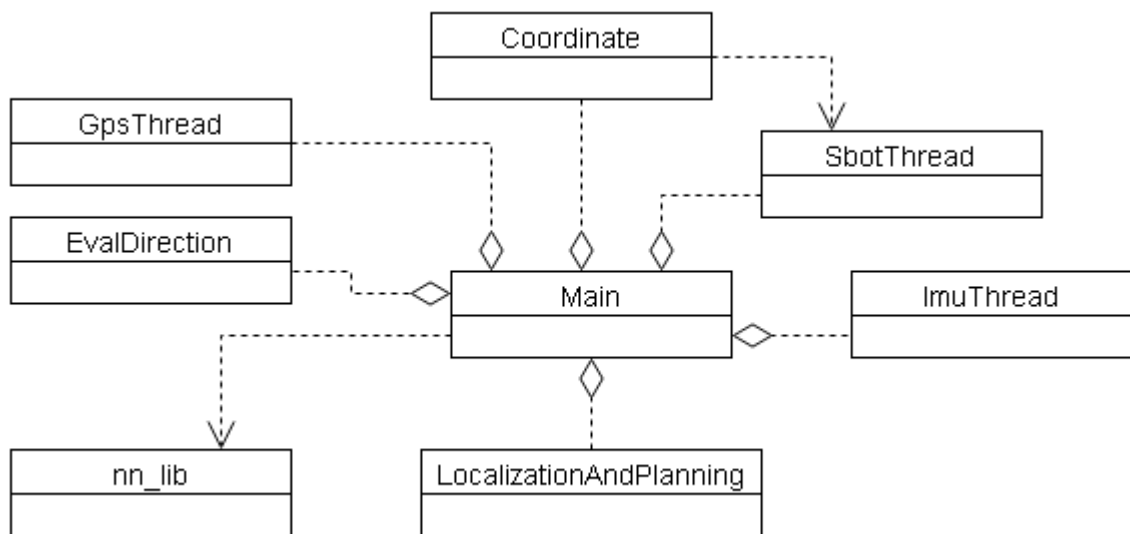 Coordinate
GpsThread
SbotThread
EvalDirection
Main
ImuThread
nn_lib
LocalizationAndPlanning